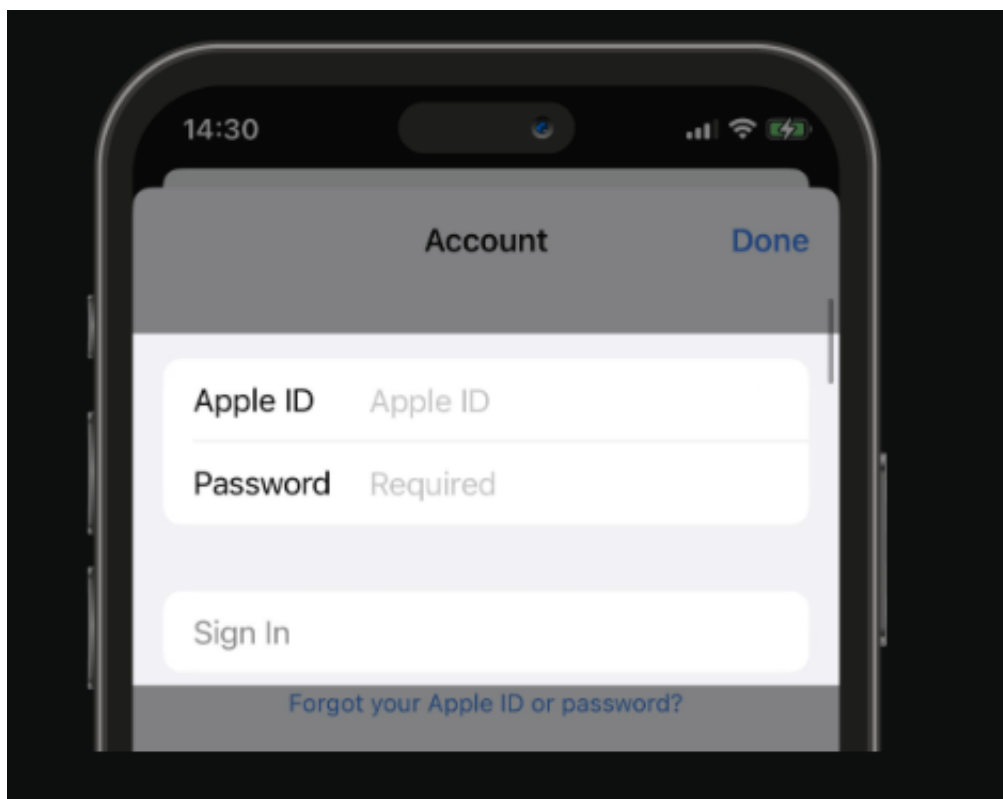 14:30
Account Done
Apple ID Apple ID
Password Required
Sign In
Forgot your Apple ID or password?